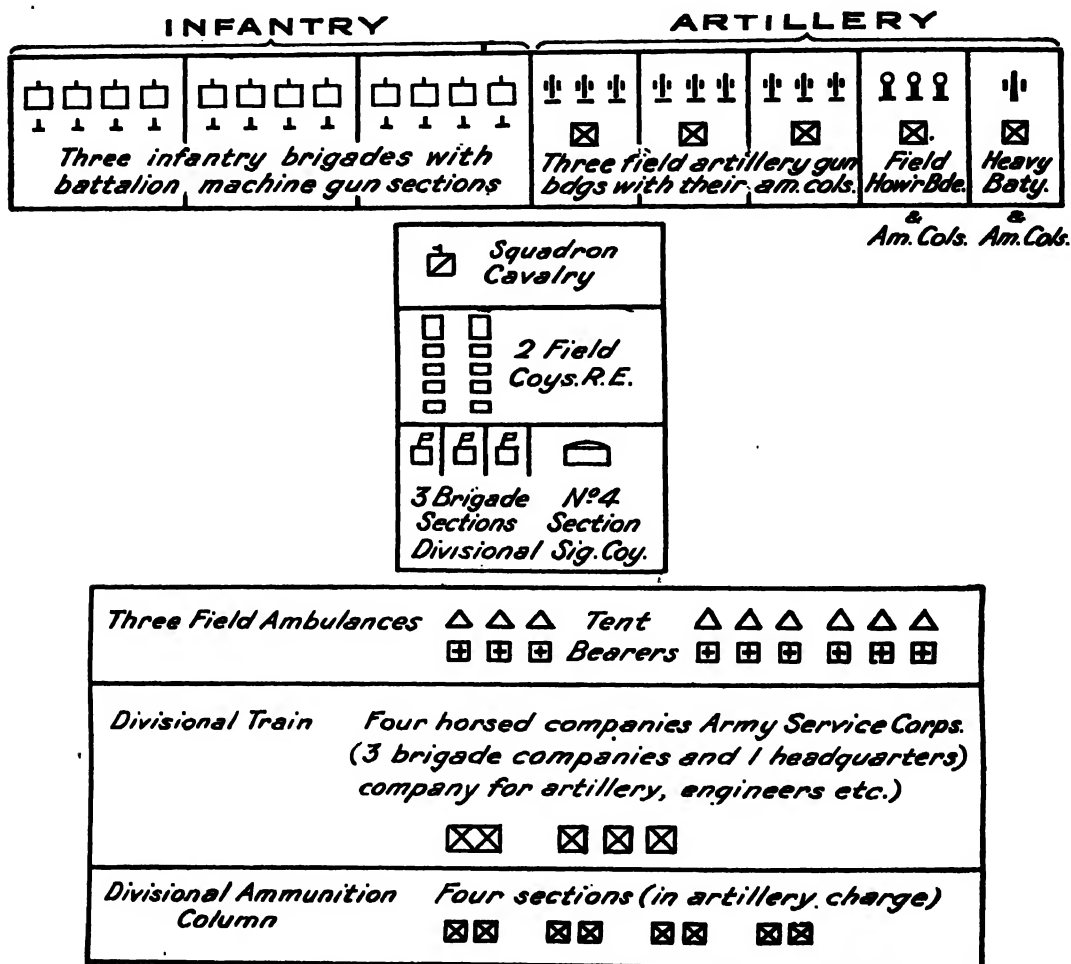 INFANTRY
ARTILLERY
Three infantry brigades with
battalion machine gun sections
Three field artillery gun
bdgs with their am. cols.
Field
How'r Bde.
&
Am. Cols.
Heavy
Baty.
&
Am. Cols.
Squadron
Cavalry
2 Field
Coys. R.E.
3 Brigade
Sections
Nº 4
Section
Divisional Sig. Coy.
Three Field Ambulances
Tent
Bearers
Divisional Train
Four horsed companies Army Service Corps.
(3 brigade companies and 1 headquarters)
company for artillery, engineers etc.)
Divisional Ammunition
Column
Four sections (in artillery charge)